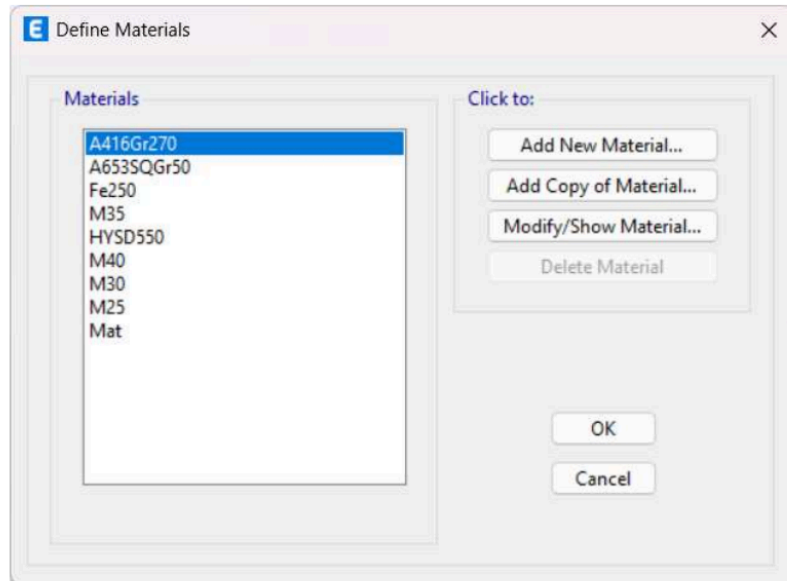 E Define Materials
Materials
A416Gr270
A653SQGr50
Fe250
M35
HYSD550
M40
M30
M25
Mat
Click to:
Add New Material...
Add Copy of Material...
Modify/Show Material...
Delete Material
OK
Cancel